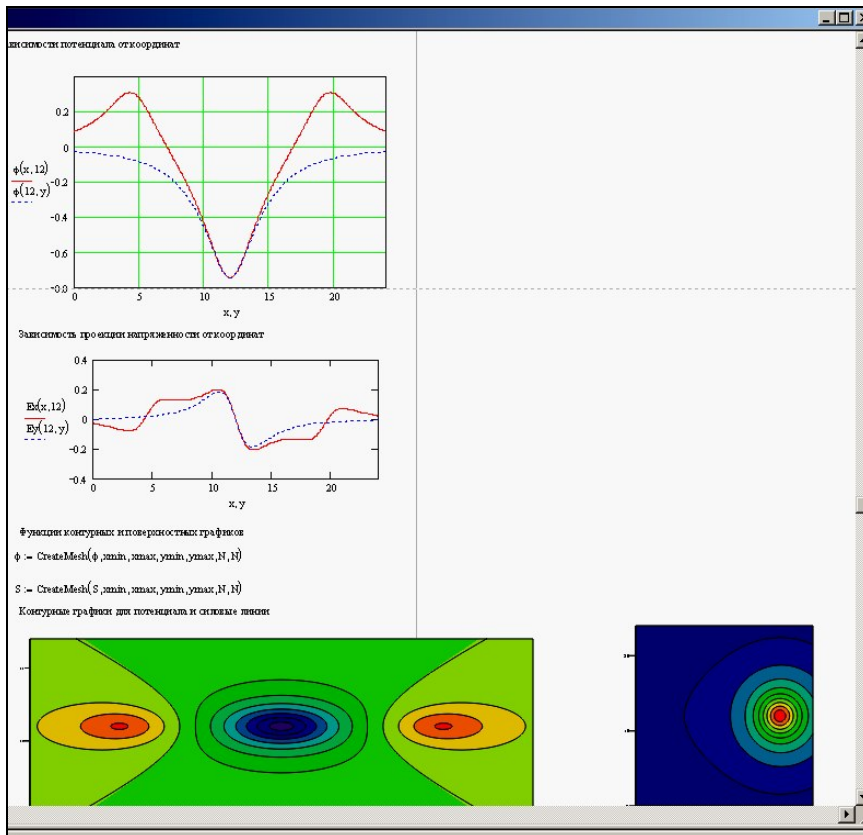 ависимости потенциала от координат
0.2
0
ϕ(x,12)
-0.2
ϕ(12,y)
-0.4
-0.6
-0.8
0 5 10 15 20
x, y
Зависимость проекции напряженности от координат
0.4
0.2
Ex(x,12)
0
Ey(12,y)
-0.2
-0.4
0 5 10 15 20
x, y
Функции контурных и поверхностных графиков
ϕ := CreateMesh(ϕ,xmin,xmax,ymin,ymax,N,N)
S := CreateMesh(S,xmin,xmax,ymin,ymax,N,N)
Контурные графики для потенциала и силовые линии